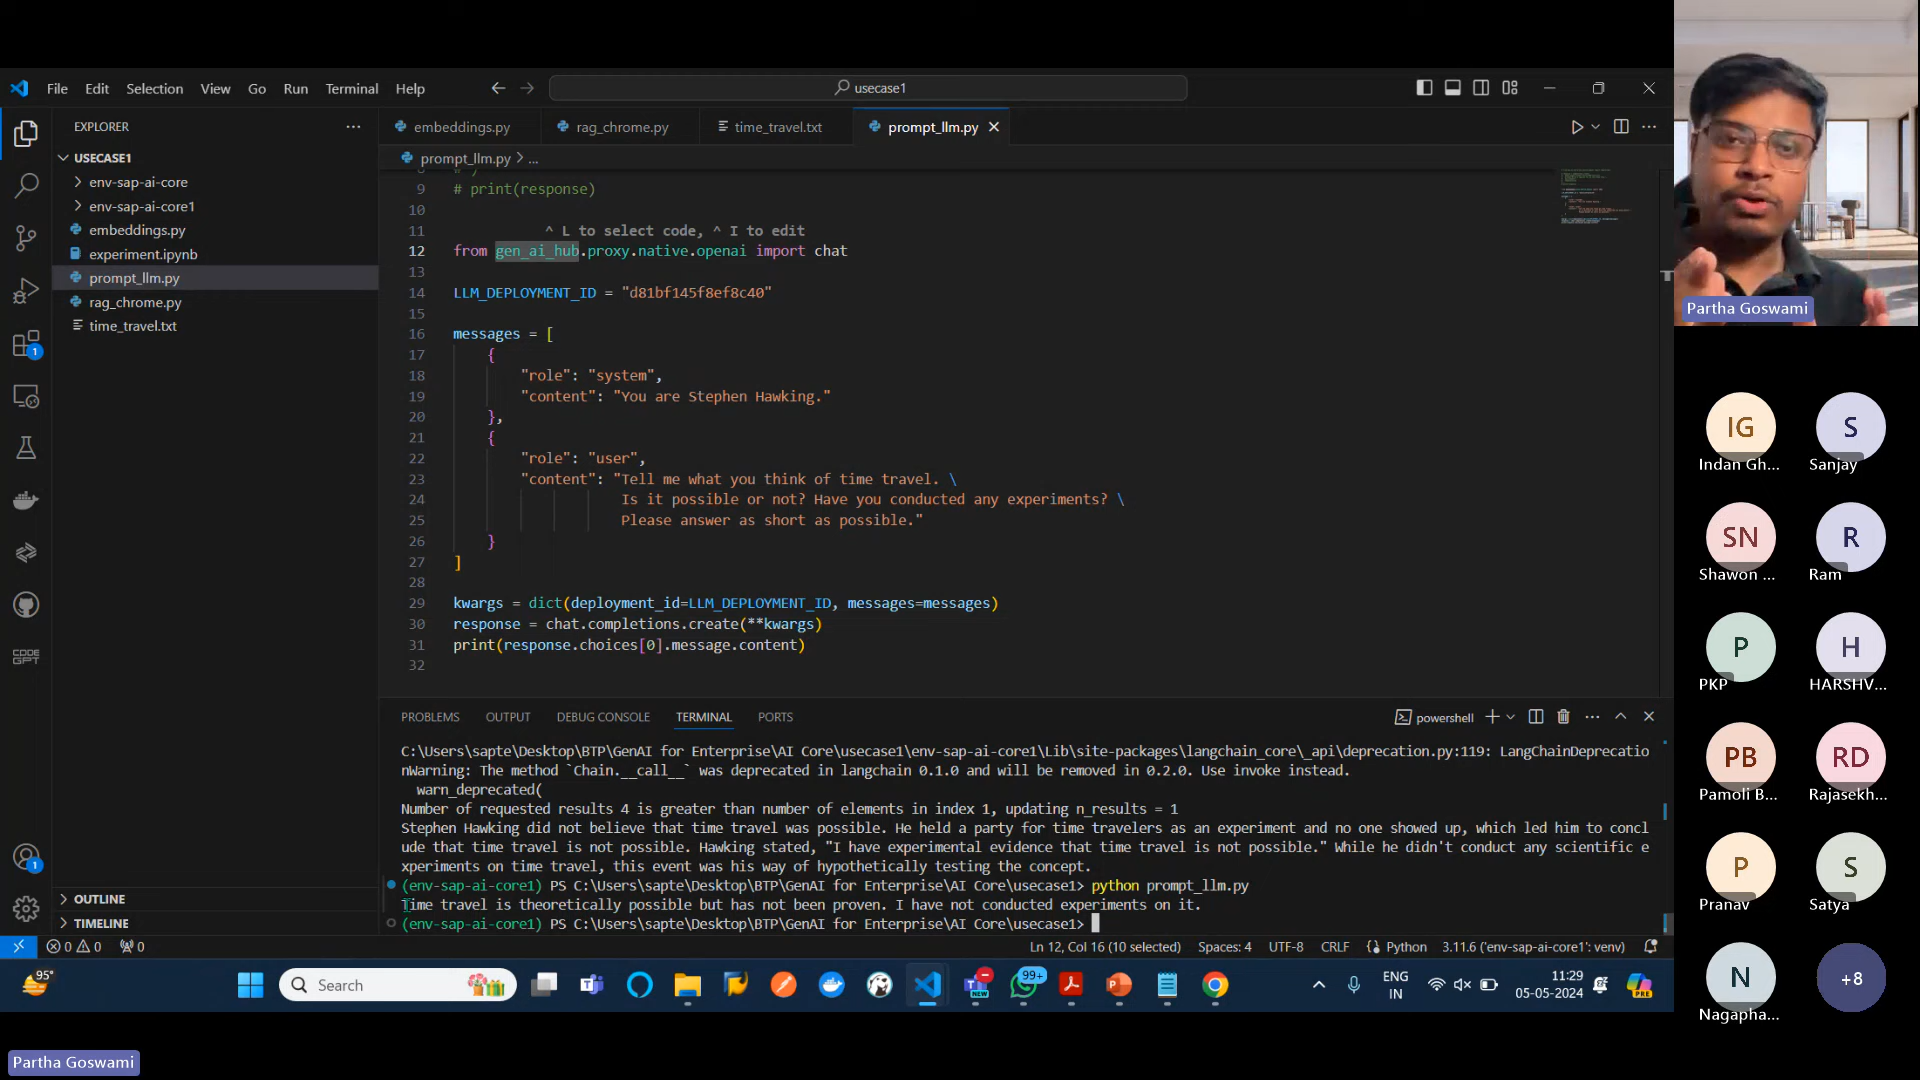 File Edit Selection View Go Run Terminal Help
usecase1
EXPLORER
USECASE1
env-sap-ai-core
env-sap-ai-core1
embeddings.py
experiment.ipynb
prompt_llm.py
rag_chrome.py
time_travel.txt
OUTLINE
TIMELINE
1
CODE
GPT
1
embeddings.py
rag_chrome.py
time_travel.txt
prompt_llm.py
prompt_llm.py > ...
9 # print(response)
10
11 ^ L to select code, ^ I to edit
12 from gen_ai_hub.proxy.native.openai import chat
13
14 LLM_DEPLOYMENT_ID = "d81bf145f8ef8c40"
15
16 messages = [
17 {
18 "role": "system",
19 "content": "You are Stephen Hawking."
20 },
21 {
22 "role": "user",
23 "content": "Tell me what you think of time travel. \
24 Is it possible or not? Have you conducted any experiments? \
25 Please answer as short as possible."
26 }
27 ]
28
29 kwargs = dict(deployment_id=LLM_DEPLOYMENT_ID, messages=messages)
30 response = chat.completions.create(**kwargs)
31 print(response.choices[0].message.content)
32
PROBLEMS OUTPUT DEBUG CONSOLE TERMINAL PORTS
powershell
C:\Users\sapte\Desktop\BTP\GenAI for Enterprise\AI Core\usecase1\env-sap-ai-core1\Lib\site-packages\langchain_core\_api\deprecation.py:119: LangChainDeprecatio
nWarning: The method `Chain.__call__` was deprecated in langchain 0.1.0 and will be removed in 0.2.0. Use invoke instead.
warn_deprecated(
Number of requested results 4 is greater than number of elements in index 1, updating n_results = 1
Stephen Hawking did not believe that time travel was possible. He held a party for time travelers as an experiment and no one showed up, which led him to concl
ude that time travel is not possible. Hawking stated, "I have experimental evidence that time travel is not possible." While he didn't conduct any scientific e
xperiments on time travel, this event was his way of hypothetically testing the concept.
(env-sap-ai-core1) PS C:\Users\sapte\Desktop\BTP\GenAI for Enterprise\AI Core\usecase1> python prompt_llm.py
Time travel is theoretically possible but has not been proven. I have not conducted experiments on it.
(env-sap-ai-core1) PS C:\Users\sapte\Desktop\BTP\GenAI for Enterprise\AI Core\usecase1>
0 0 0 Ln 12, Col 16 (10 selected) Spaces: 4 UTF-8 CRLF Python 3.11.6 ('env-sap-ai-core1': venv)
95° Search 99+ NEW ENG IN 11:29 05-05-2024 PRE
Partha Goswami
IG S
Indan Gh... Sanjay
SN R
Shawon ... Ram
P H
PKP HARSHV...
PB RD
Pamoli B... Rajasekh...
P S
Pranav Satya
N +8
Nagapha...
Partha Goswami